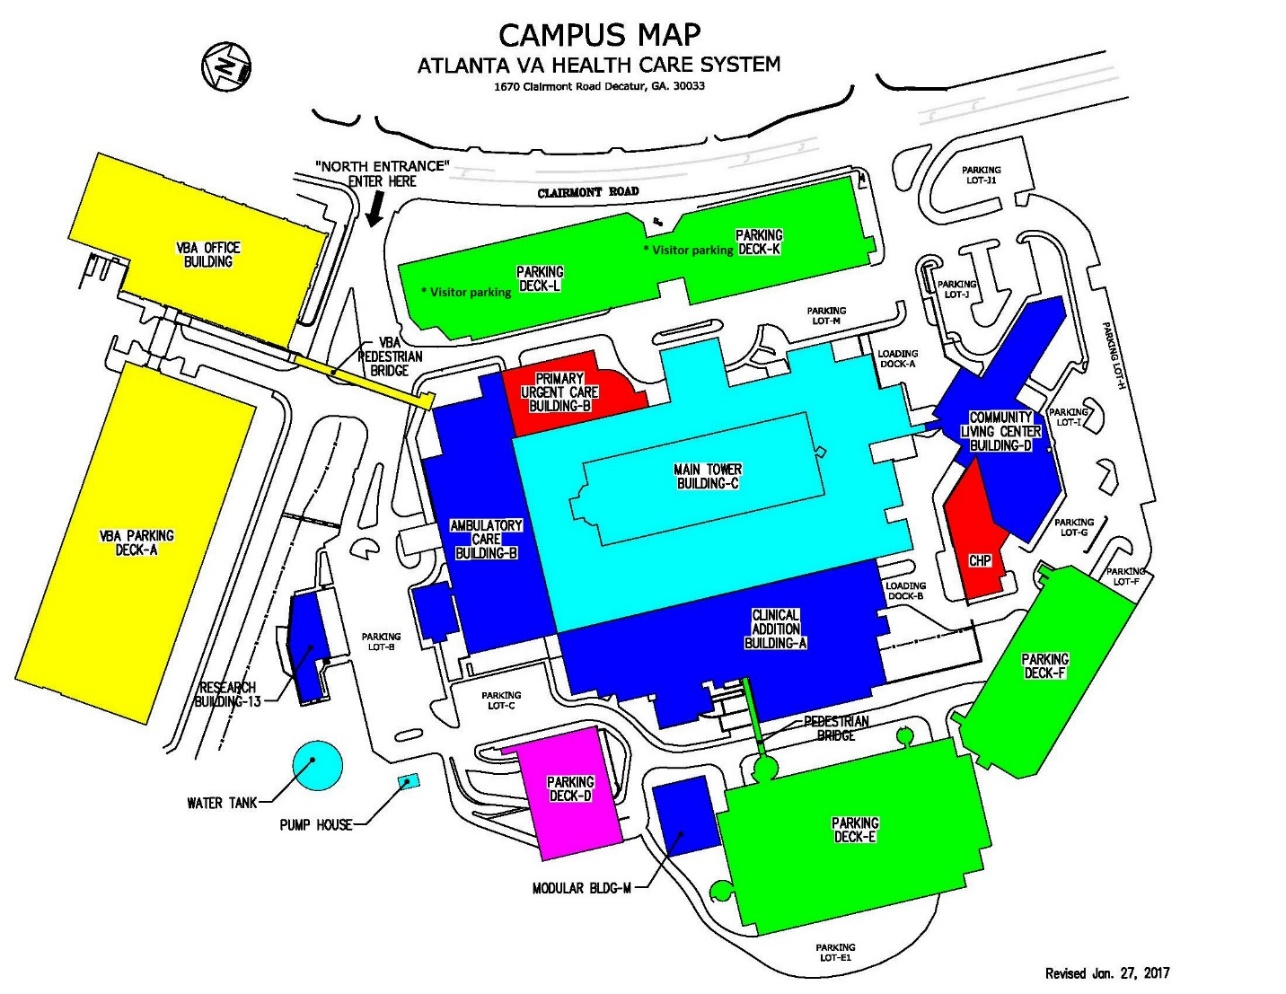 CAMPUS MAP
ATLANTA VA HEALTH CARE SYSTEM
1670 Clairmont Road Decatur, GA. 30033
N
"NORTH ENTRANCE"
ENTER HERE
CLAIRMONT ROAD
PARKING
LOT-J1
VBA OFFICE
BUILDING
PARKING
DECK-K
* Visitor parking
PARKING
DECK-L
* Visitor parking
PARKING
LOT-J
PARKING
LOT-M
VBA
PEDESTRIAN
BRIDGE
LOADING
DOCK-A
PARKING LOT-H
PRIMARY
URGENT CARE
BUILDING-B
COMMUNITY
LIVING CENTER
BUILDING-D
PARKING
LOT-I
MAIN TOWER
BUILDING-C
VBA PARKING
DECK-A
AMBULATORY
CARE
BUILDING-B
PARKING
LOT-G
CHP
PARKING
LOT-F
LOADING
DOCK-B
CLINICAL
ADDITION
BUILDING-A
PARKING
LOT-B
PARKING
DECK-F
RESEARCH
BUILDING-13
PARKING
LOT-C
PEDESTRIAN
BRIDGE
PARKING
DECK-D
WATER TANK
PUMP HOUSE
PARKING
DECK-E
MODULAR BLDG-M
PARKING
LOT-E1
Revised Jan. 27, 2017